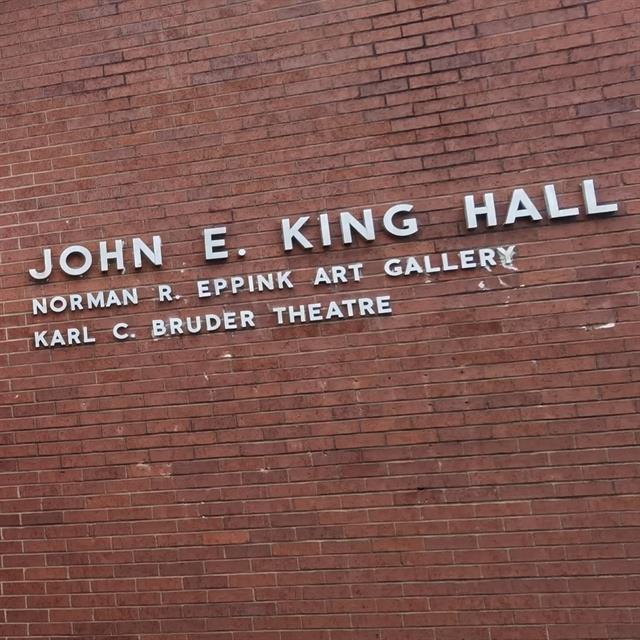 JOHN E. KING HALL
NORMAN R. EPPINK ART GALLERY
KARL C. BRUDER THEATRE